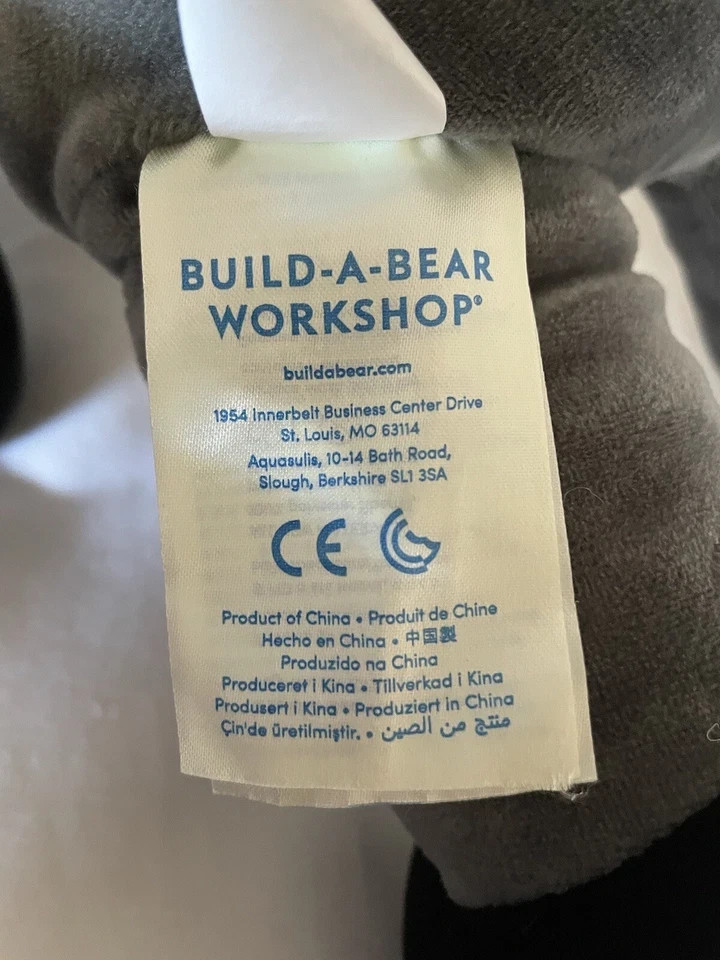 BUILD-A-BEAR
WORKSHOP®
buildabear.com
1954 Innerbelt Business Center Drive
St. Louis, MO 63114
Aquasulis, 10-14 Bath Road,
Slough, Berkshire SL1 3SA
CE
Product of China • Produit de Chine
Hecho en China • 中国製
Produzido na China
Produceret i Kina • Tillverkad i Kina
Produsert i Kina • Produziert in China
Çin'de üretilmiştir. • منتج من الصين